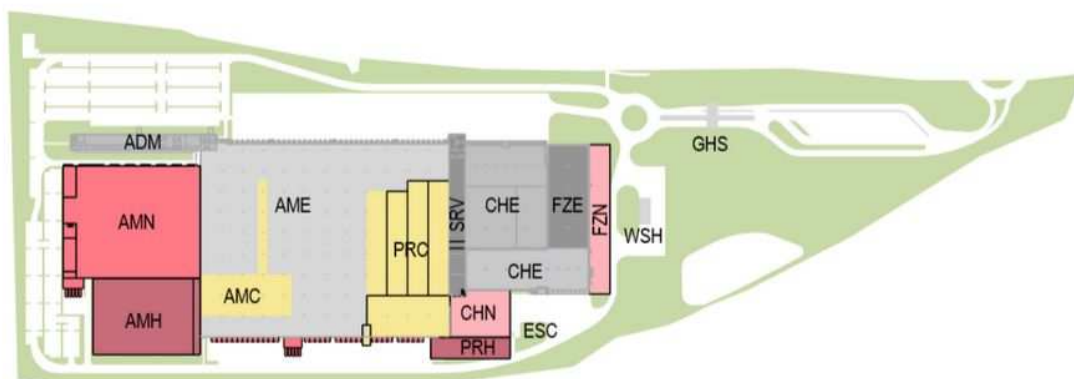 ADM
GHS
AMN
AME
SRV
CHE
FZE
FZN
WSH
PRC
CHE
AMC
CHN
AMH
ESC
PRH